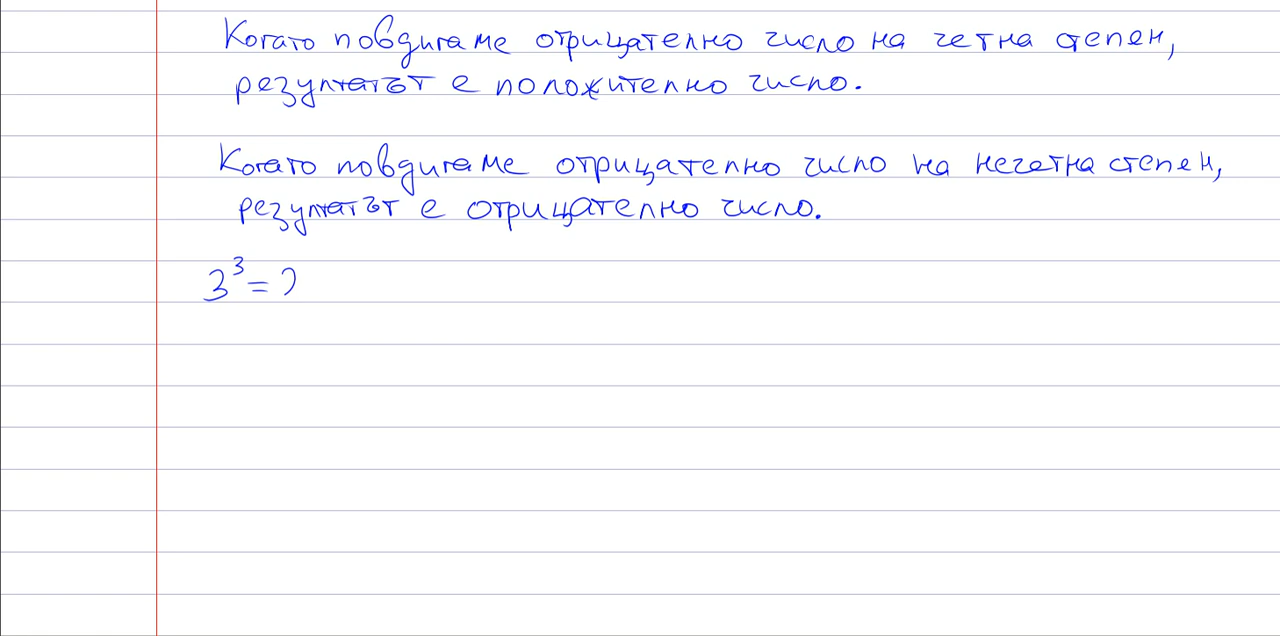 Когато повдигаме отрицателно число на четна степен,
резултатът е положително число.
Когато повдигаме отрицателно число на нечетна степен,
резултатът е отрицателно число.
3³ =